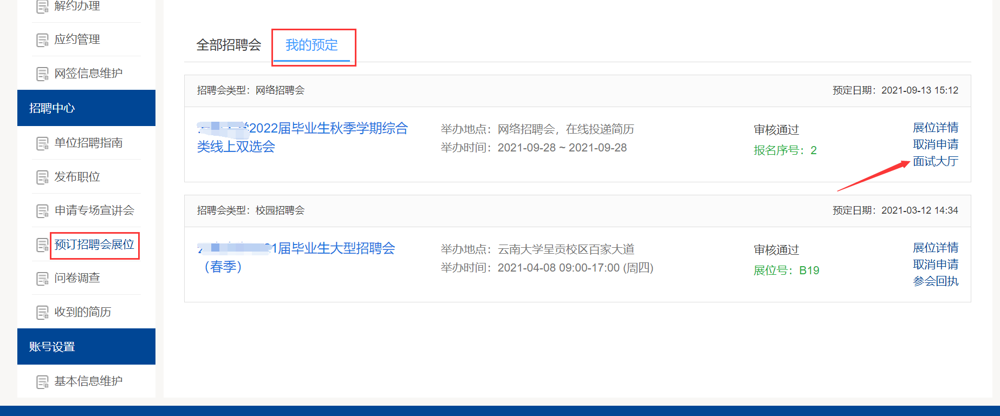 解约办理
应约管理
网签信息维护
招聘中心
单位招聘指南
发布职位
申请专场宣讲会
预订招聘会展位
问卷调查
收到的简历
账号设置
基本信息维护
全部招聘会 我的预定
招聘会类型：网络招聘会 预定日期：2021-09-13 15:12
2022届毕业生秋季学期综合
类线上双选会
举办地点：网络招聘会，在线投递简历
举办时间：2021-09-28 ~ 2021-09-28
审核通过
报名序号：2
展位详情
取消申请
面试大厅
招聘会类型：校园招聘会 预定日期：2021-03-12 14:34
1届毕业生大型招聘会
（春季）
举办地点：云南大学呈贡校区百家大道
举办时间：2021-04-08 09:00-17:00 (周四)
审核通过
展位号：B19
展位详情
取消申请
参会回执